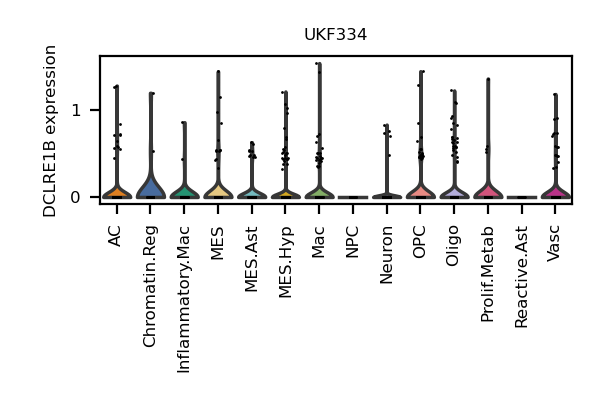 UKF334
DCLRE1B expression
1
0
AC
Chromatin.Reg
Inflammatory.Mac
MES
MES.Ast
MES.Hyp
Mac
NPC
Neuron
OPC
Oligo
Prolif.Metab
Reactive.Ast
Vasc